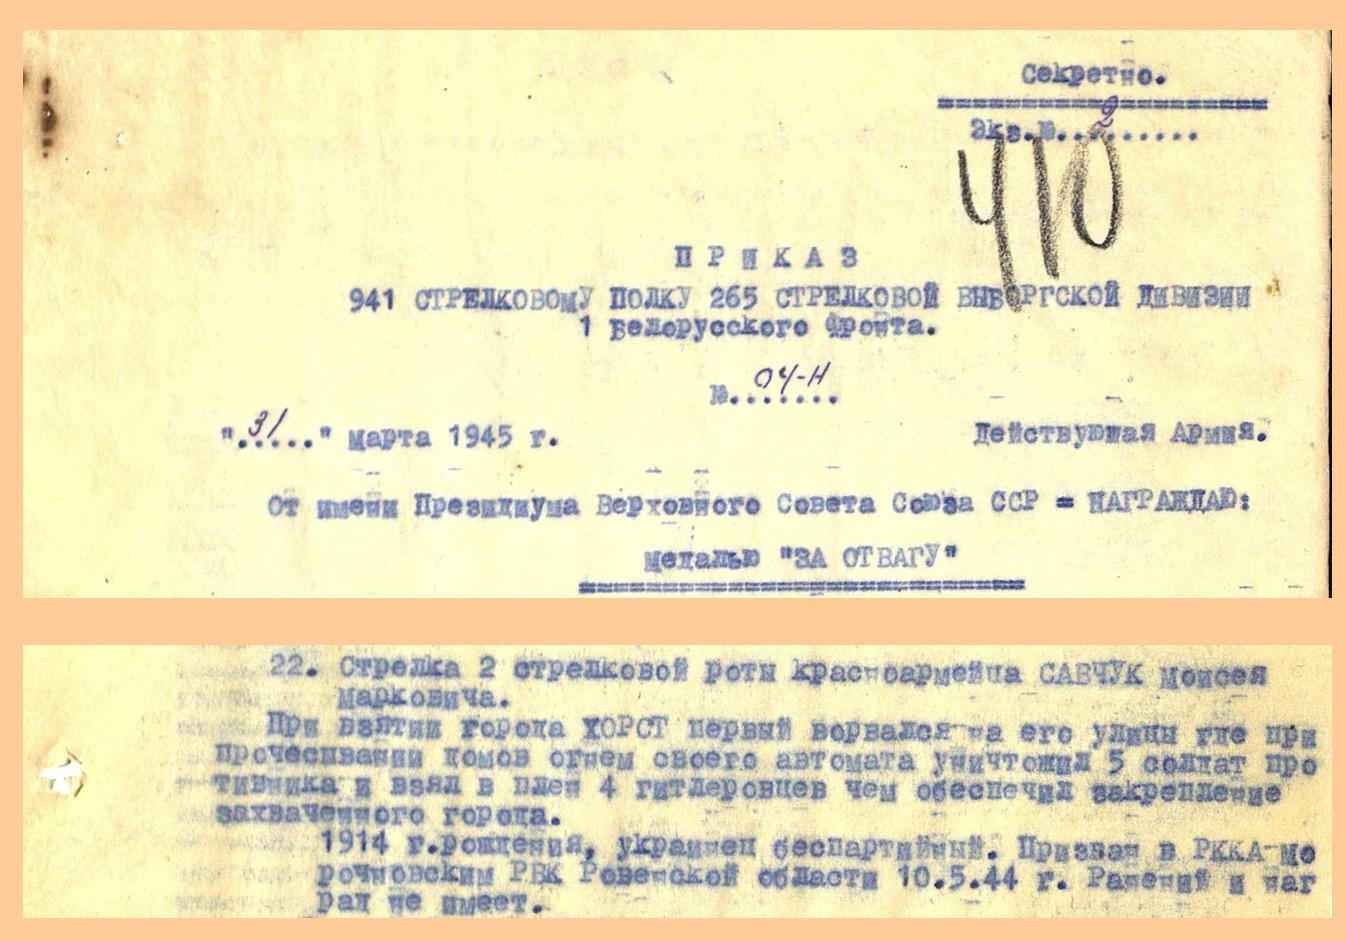 Секретно.
Экз.№..2.......
410
П Р И К А З
941 СТРЕЛКОВОМУ ПОЛКУ 265 СТРЕЛКОВОЙ ВЫБОРГСКОЙ ДИВИЗИИ
1 Белорусского Фронта.
№.04-Н......
".31...." марта 1945 г. Действующая Армия.
От имени Президиума Верховного Совета Союза ССР = НАГРАЖДАЮ:
Медалью "ЗА ОТВАГУ"
22. Стрелка 2 стрелковой роты красноармейца САВЧУК Моисея
Марковича.
При взятии города ХОРСТ первый ворвался на его улицы где при
прочесивании домов огнем своего автомата уничтожил 5 солдат про
тивника и взял в плен 4 гитлеровцев чем обеспечил закрепление
захваченного города.
1914 г.рождения, украинец беспартийный. Призван в РККА Мо
рочновским РВК Ровенской области 10.5.44 г. Ранений и наг
рад не имеет.